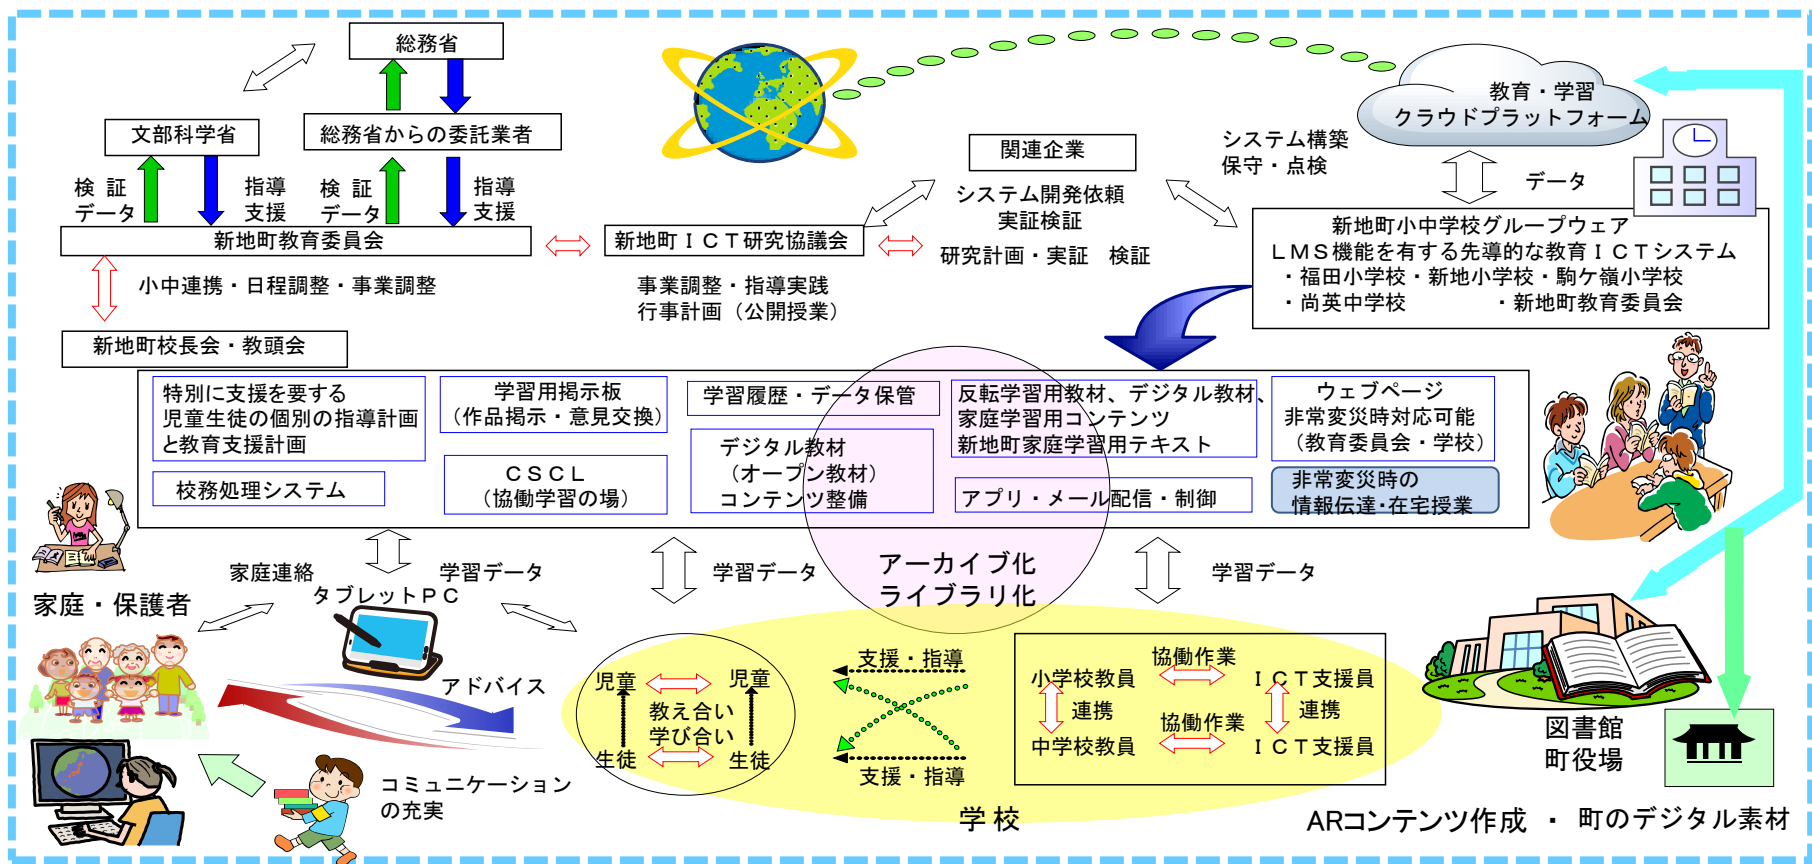 総務省
文部科学省
総務省からの委託業者
検 証
データ
指導
支援
検 証
データ
指導
支援
新地町教育委員会
小中連携・日程調整・事業調整
新地町校長会・教頭会
新地町ＩＣＴ研究協議会
事業調整・指導実践
行事計画（公開授業）
関連企業
システム開発依頼
実証検証
研究計画・実証　検証
システム構築
保守・点検
教育・学習
クラウドプラットフォーム
データ
新地町小中学校グループウェア
ＬＭＳ機能を有する先導的な教育ＩＣＴシステム
・福田小学校・新地小学校・駒ケ嶺小学校
・尚英中学校　　　　・新地町教育委員会
特別に支援を要する
児童生徒の個別の指導計画
と教育支援計画
校務処理システム
学習用掲示板
（作品掲示・意見交換）
ＣＳＣＬ
（協働学習の場）
学習履歴・データ保管
デジタル教材
（オープン教材）
コンテンツ整備
反転学習用教材、デジタル教材、
家庭学習用コンテンツ
新地町家庭学習用テキスト
アプリ・メール配信・制御
ウェブページ
非常変災時対応可能
（教育委員会・学校）
非常変災時の
情報伝達・在宅授業
アーカイブ化
ライブラリ化
家庭連絡
学習データ
タブレットＰＣ
学習データ
学習データ
家庭・保護者
アドバイス
コミュニケーション
の充実
児童
児童
教え合い
学び合い
生徒
生徒
支援・指導
支援・指導
小学校教員
協働作業
ＩＣＴ支援員
連携
連携
中学校教員
協働作業
ＩＣＴ支援員
学 校
図書館
町役場
ARコンテンツ作成　・　町のデジタル素材